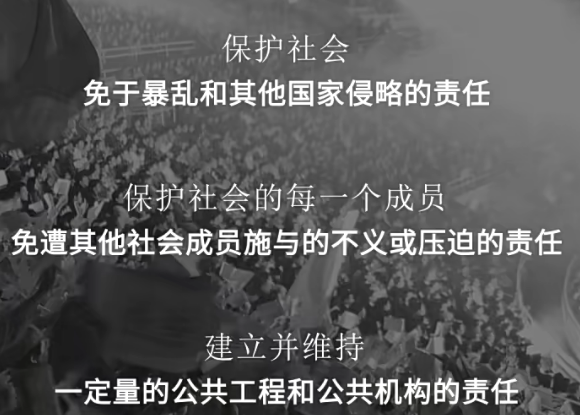 保护社会
免于暴乱和其他国家侵略的责任
保护社会的每一个成员
免遭其他社会成员施与的不义或压迫的责任
建立并维持
一定量的公共工程和公共机构的责任